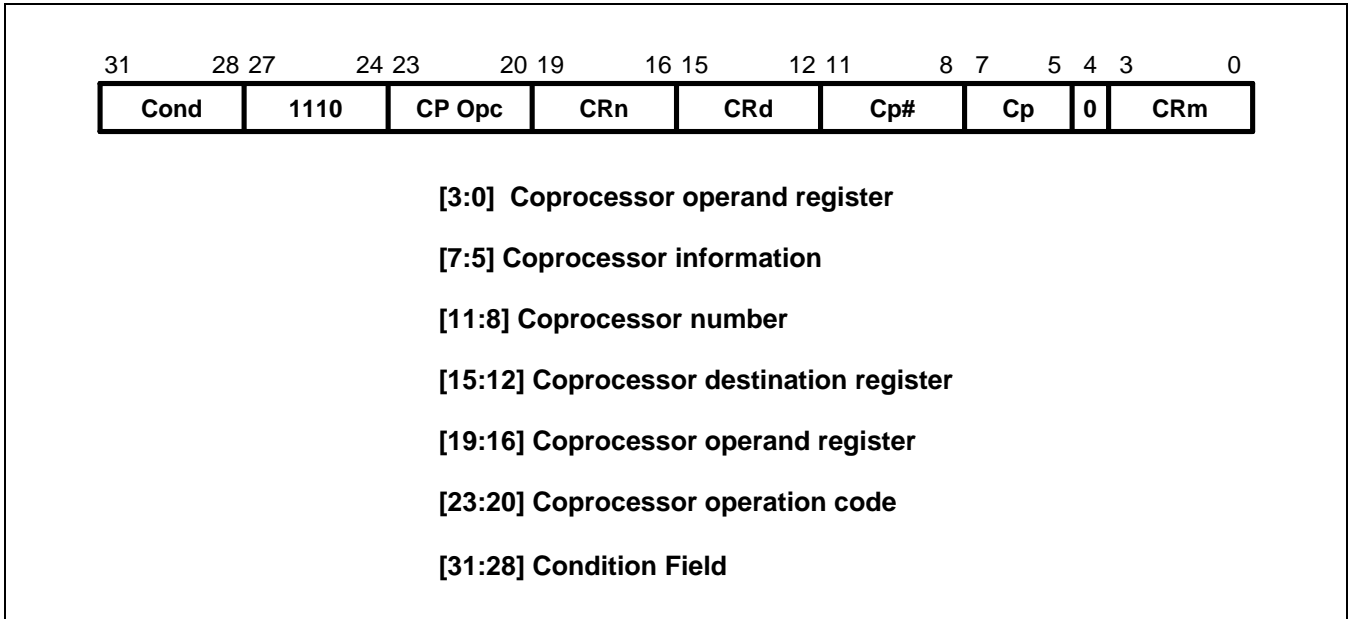 31 28 27 24 23 20 19 16 15 12 11 8 7 5 4 3 0
Cond 1110 CP Opc CRn CRd Cp# Cp 0 CRm
[3:0] Coprocessor operand register
[7:5] Coprocessor information
[11:8] Coprocessor number
[15:12] Coprocessor destination register
[19:16] Coprocessor operand register
[23:20] Coprocessor operation code
[31:28] Condition Field